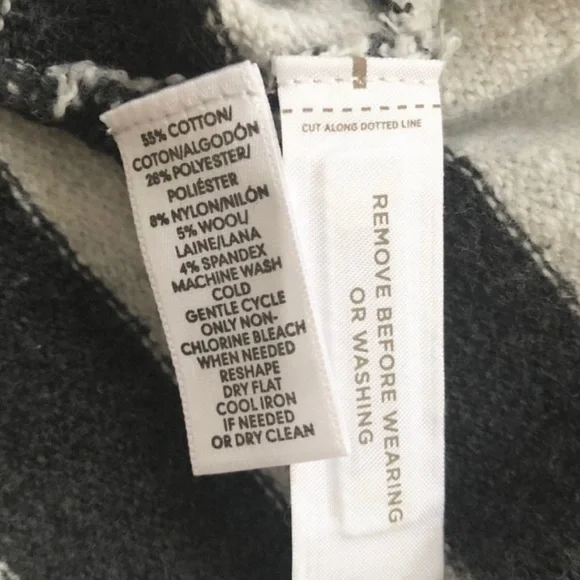 55% COTTON/
COTON/ALGODÓN
28% POLYESTER/
POLIÉSTER
8% NYLON/NILÓN
5% WOOL/
LAINE/LANA
4% SPANDEX
MACHINE WASH
COLD
GENTLE CYCLE
ONLY NON-
CHLORINE BLEACH
WHEN NEEDED
RESHAPE
DRY FLAT
COOL IRON
IF NEEDED
OR DRY CLEAN
CUT ALONG DOTTED LINE
REMOVE BEFORE WEARING
OR WASHING